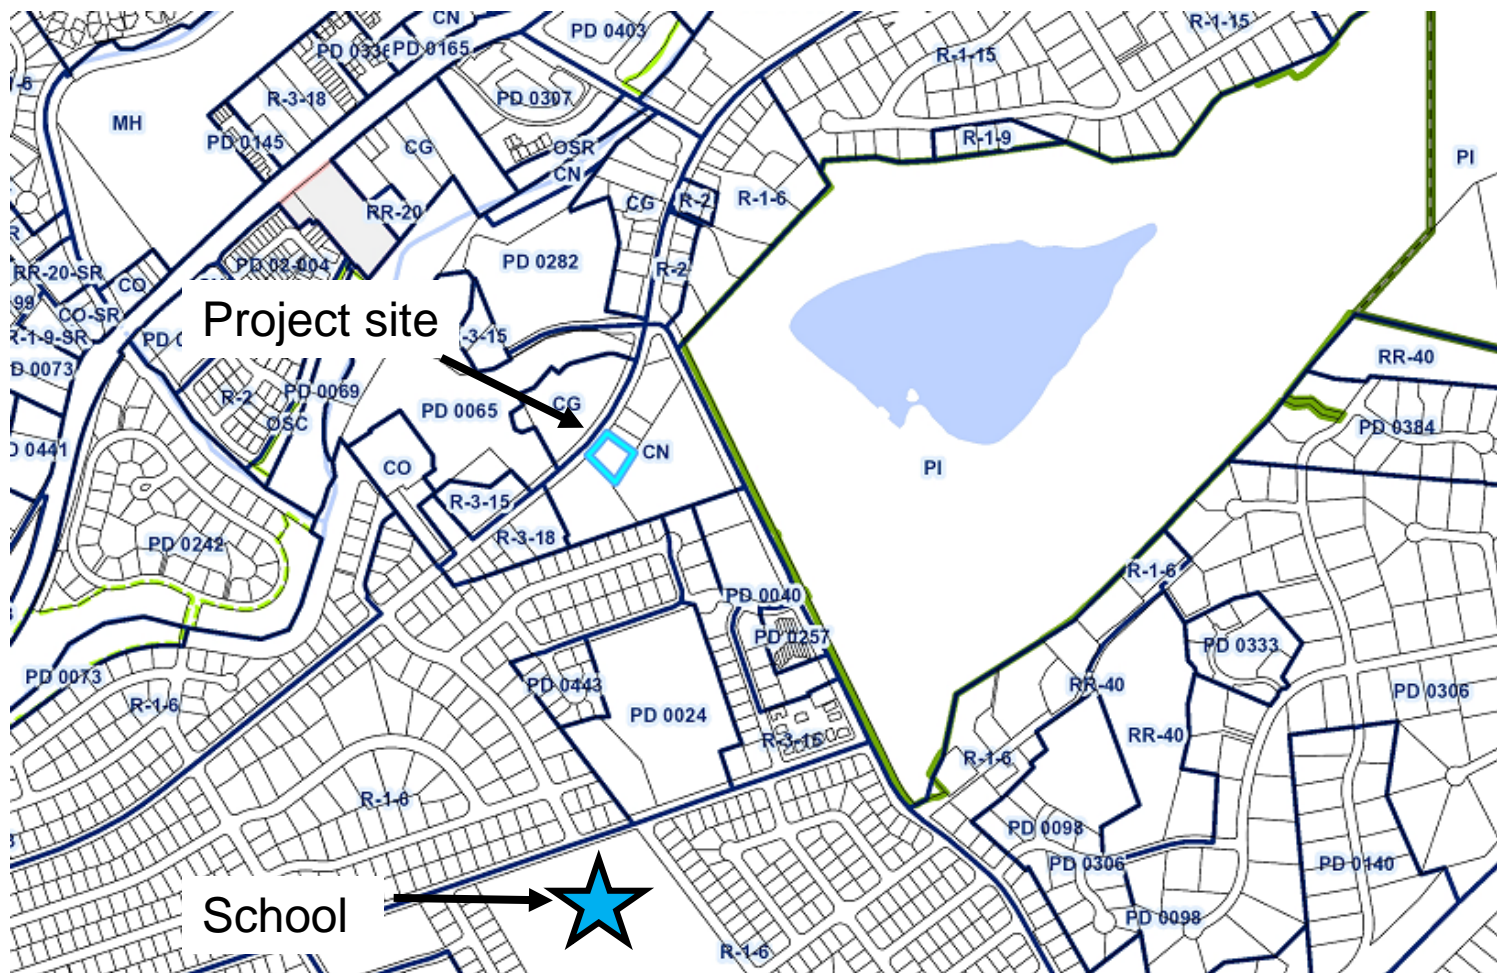 CN
R-1-15
PD 0403
PD 0165
R-1-15
R-3-18
PD 0307
MH
PD 0145
CG
OSR
CN
R-1-9
PI
RR-20
CG
R-2
R-1-6
PD 0282
R-2
PD 02-004
RR-20-SR
CO
CO-SR
Project site
R-1-9-SR
RR-40
PD 0069
R-2
OSC
PD 0065
CG
PD 0384
CN
CO
PI
R-3-15
R-3-18
PD 0242
R-1-6
PD 0040
PD 0257
PD 0333
PD 0073
R-1-6
PD 0443
RR-40
PD 0306
PD 0024
RR-40
R-3-15
R-1-6
R-1-6
PD 0098
PD 0306
PD 0140
School
PD 0098
R-1-6